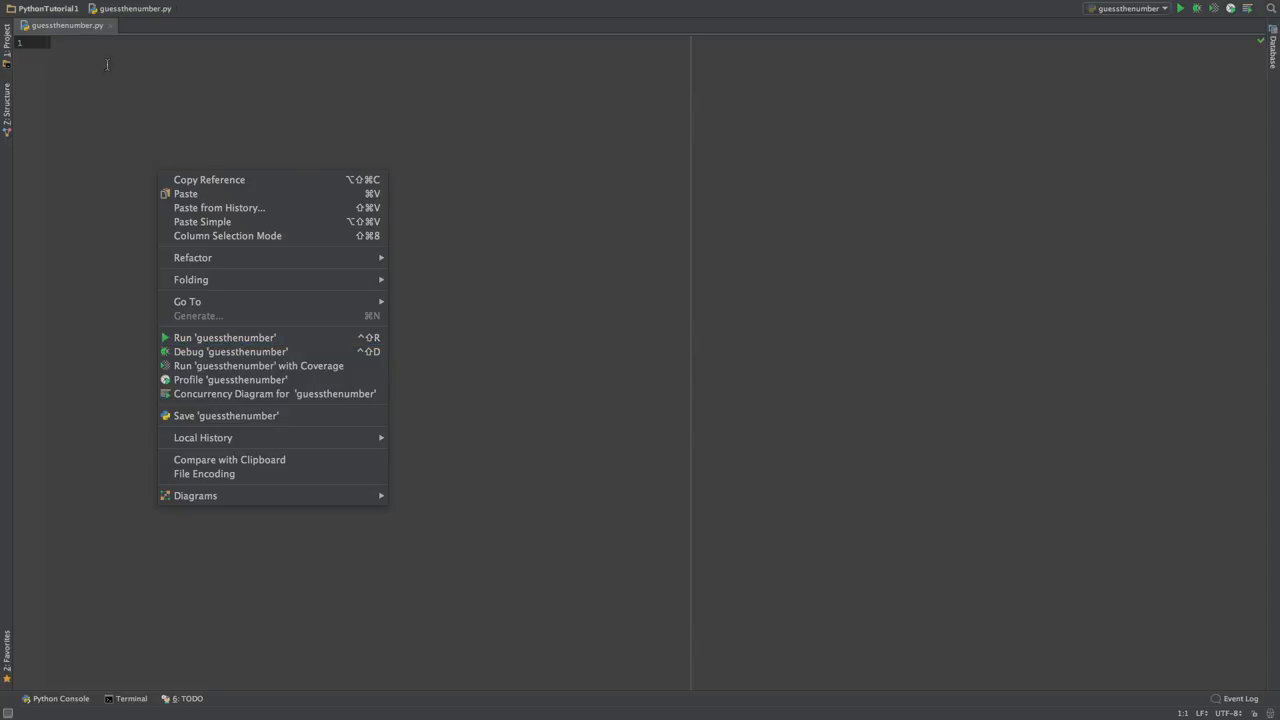 PythonTutorial1 guessthenumber.py
guessthenumber
guessthenumber.py
1
1: Project
Z: Structure
2: Favorites
Database
Copy Reference ⌥⇧⌘C
Paste ⌘V
Paste from History... ⇧⌘V
Paste Simple ⌥⇧⌘V
Column Selection Mode ⇧⌘8
Refactor
Folding
Go To
Generate... ⌘N
Run 'guessthenumber' ^⇧R
Debug 'guessthenumber' ^⇧D
Run 'guessthenumber' with Coverage
Profile 'guessthenumber'
Concurrency Diagram for 'guessthenumber'
Save 'guessthenumber'
Local History
Compare with Clipboard
File Encoding
Diagrams
Python Console Terminal 6: TODO
Event Log
1:1 LF÷ UTF-8÷